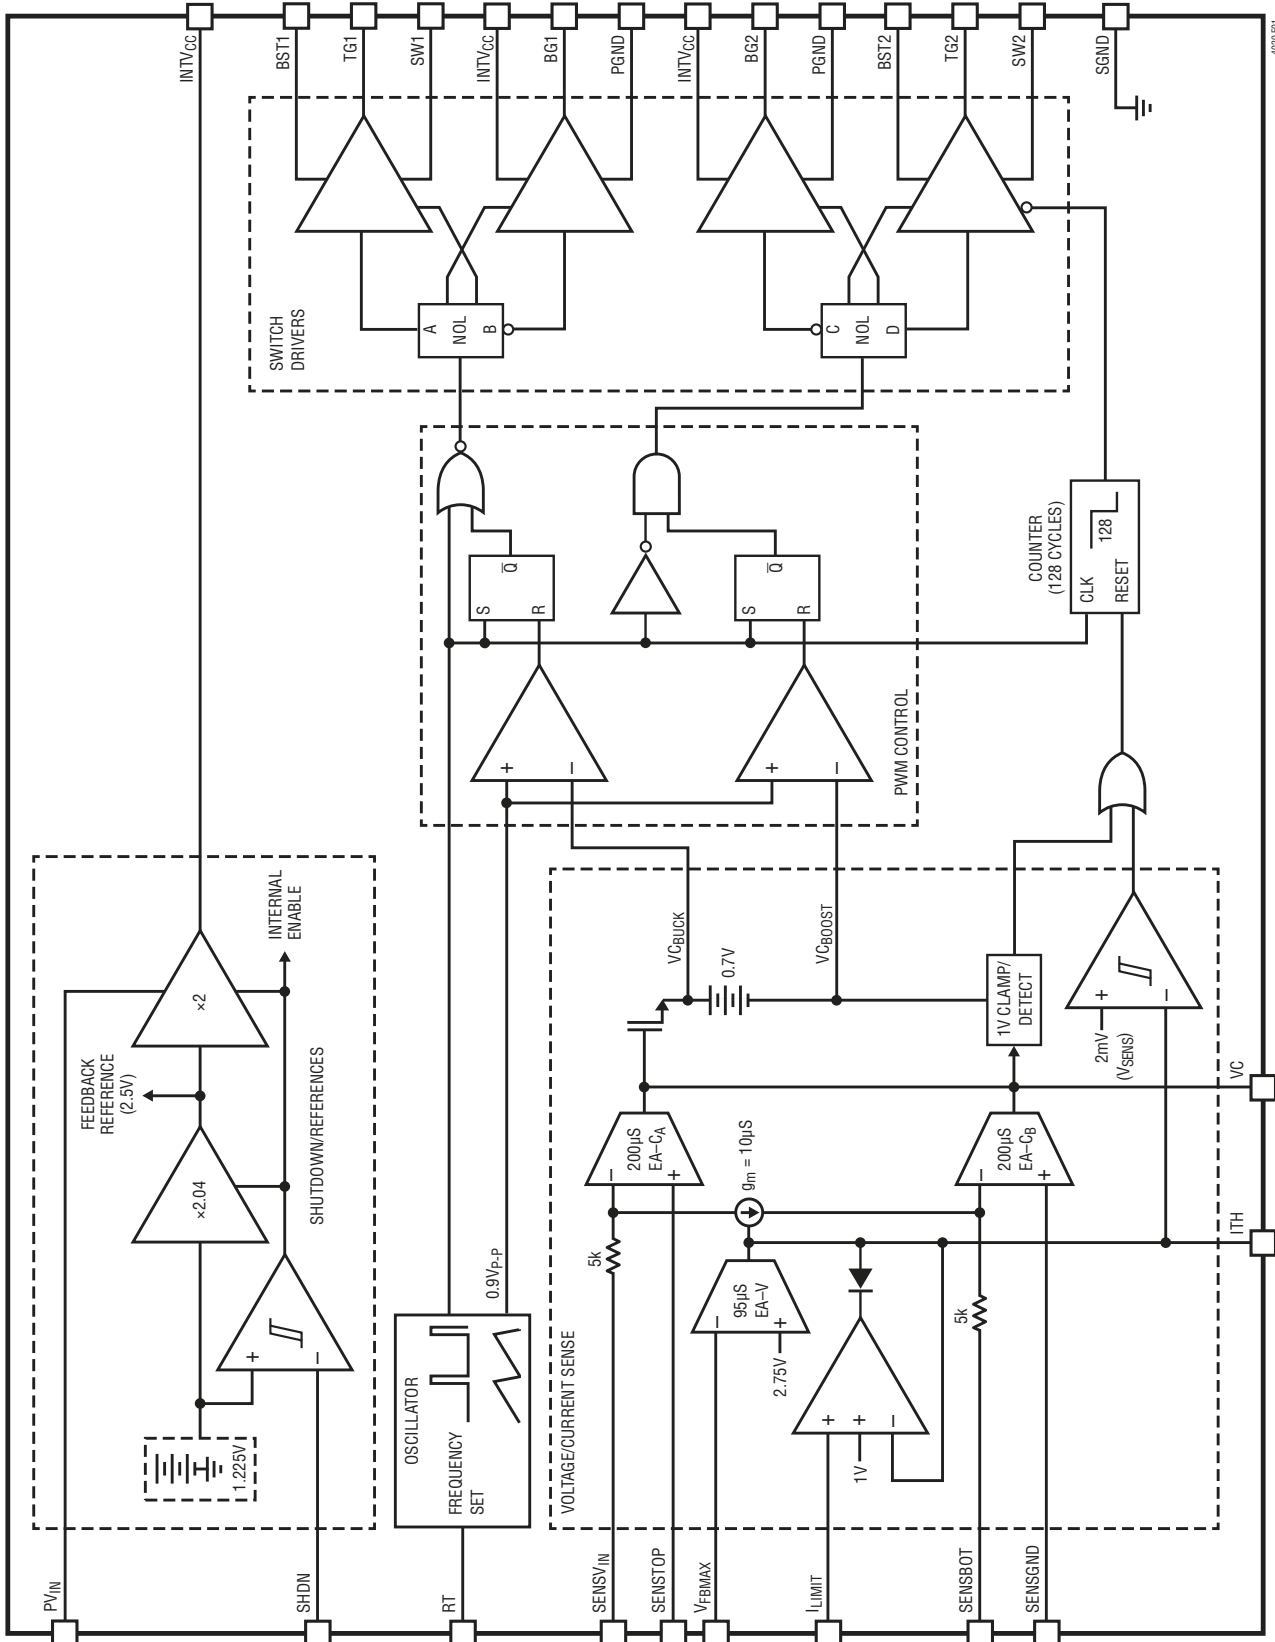 PVIN
SHDN
RT
SENSVIN
SENSTOP
VFBMAX
ILIMIT
SENSBOT
SENSGND
1.225V
+
–
×2.04
FEEDBACK
REFERENCE
(2.5V)
×2
INTERNAL
ENABLE
SHUTDOWN/REFERENCES
OSCILLATOR
FREQUENCY
SET
0.9VP-P
VOLTAGE/CURRENT SENSE
5k
–
+
200µS
EA–CA
gm = 10µS
–
+
95µS
EA–V
2.75V
1V
+
+
–
5k
–
+
200µS
EA–CB
VCBUCK
0.7V
VCBOOST
1V CLAMP/
DETECT
2mV
(VSENS)
+
–
ITH
VC
PWM CONTROL
+
–
+
–
S
R
Q̅
S
R
Q̅
COUNTER
(128 CYCLES)
CLK
RESET
128
SWITCH
DRIVERS
A
NOL
B
C
NOL
D
INTVCC
BST1
TG1
SW1
INTVCC
BG1
PGND
INTVCC
BG2
PGND
BST2
TG2
SW2
SGND